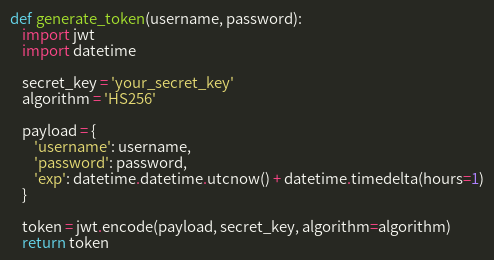 def generate_token(username, password):
    import jwt
    import datetime

    secret_key = 'your_secret_key'
    algorithm = 'HS256'

    payload = {
        'username': username,
        'password': password,
        'exp': datetime.datetime.utcnow() + datetime.timedelta(hours=1)
    }

    token = jwt.encode(payload, secret_key, algorithm=algorithm)
    return token